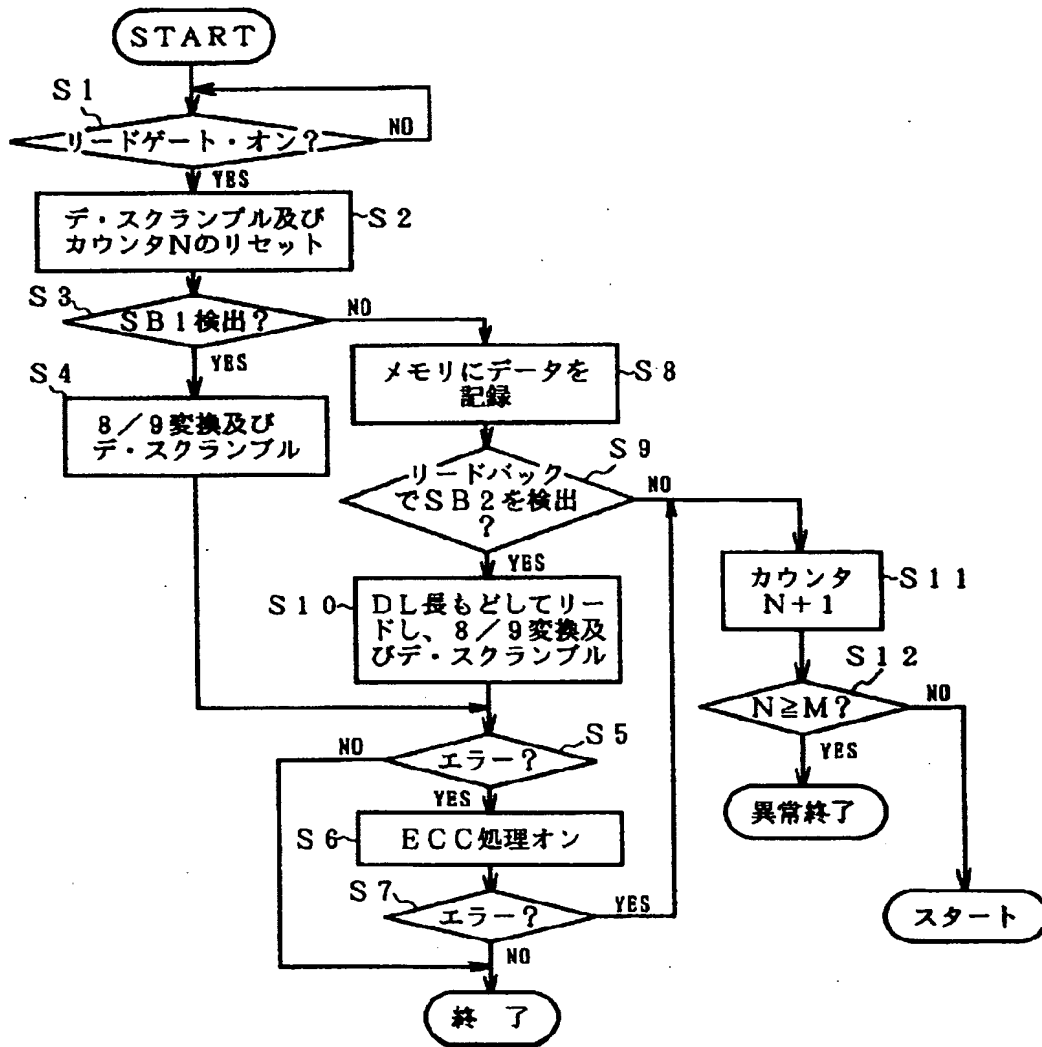 START
S1
リードゲート・オン?
NO
YES
デ・スクランブル及び
カウンタNのリセット
S2
S3
SB1検出?
NO
YES
S4
8/9変換及び
デ・スクランブル
メモリにデータを
記録
S8
S9
リードバック
でSB2を検出
?
NO
YES
S10
DL長もどしてリー
ドし、8/9変換及
びデ・スクランブル
カウンタ
N+1
S11
S12
N≧M?
NO
YES
異常終了
スタート
S5
エラー?
NO
YES
S6
ECC処理オン
S7
エラー?
YES
NO
終 了